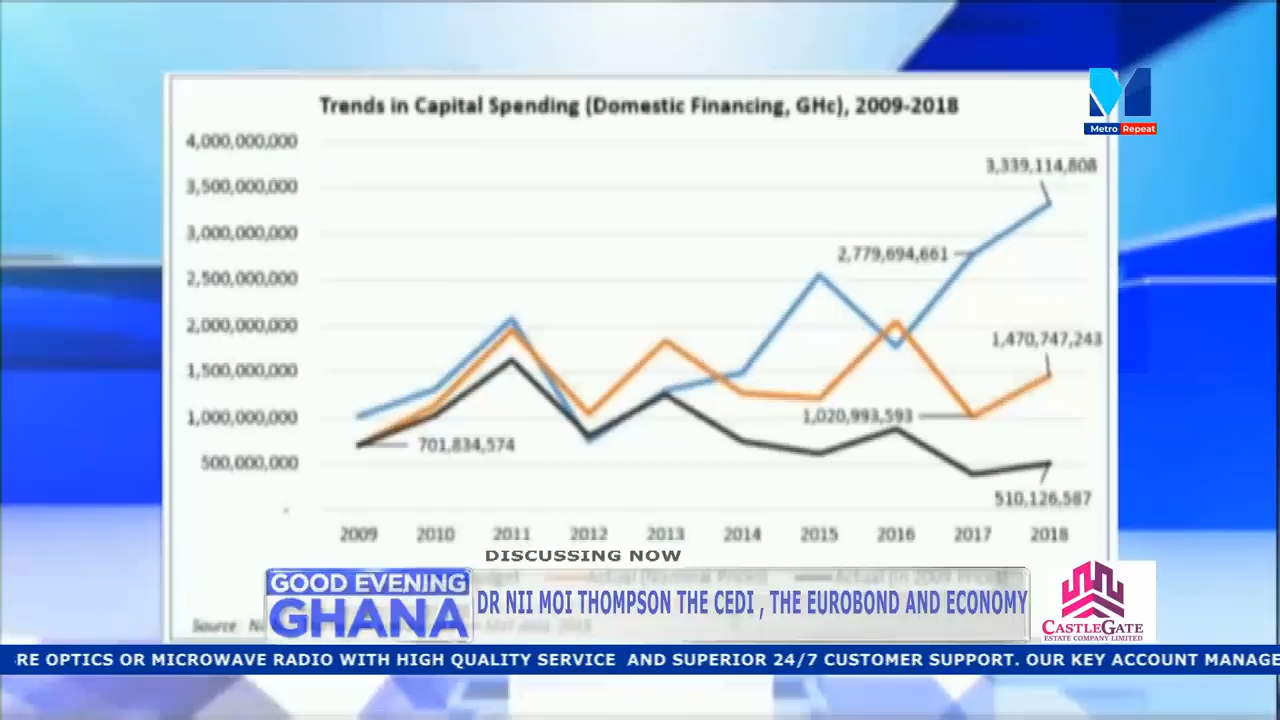 Trends in Capital Spending (Domestic Financing, GHc), 2009-2018
Metro Repeat
4,000,000,000
3,500,000,000
3,000,000,000
2,500,000,000
2,000,000,000
1,500,000,000
1,000,000,000
500,000,000
-
3,339,114,808
2,779,694,661
1,470,747,243
1,020,993,593
701,834,574
510,126,587
2009 2010 2011 2012 2013 2014 2015 2016 2017 2018
DISCUSSING NOW
GOOD EVENING
GHANA
DR NII MOI THOMPSON THE CEDI , THE EUROBOND AND ECONOMY
Source:
CASTLEGATE
ESTATE COMPANY LIMITED
RE OPTICS OR MICROWAVE RADIO WITH HIGH QUALITY SERVICE AND SUPERIOR 24/7 CUSTOMER SUPPORT. OUR KEY ACCOUNT MANAGE